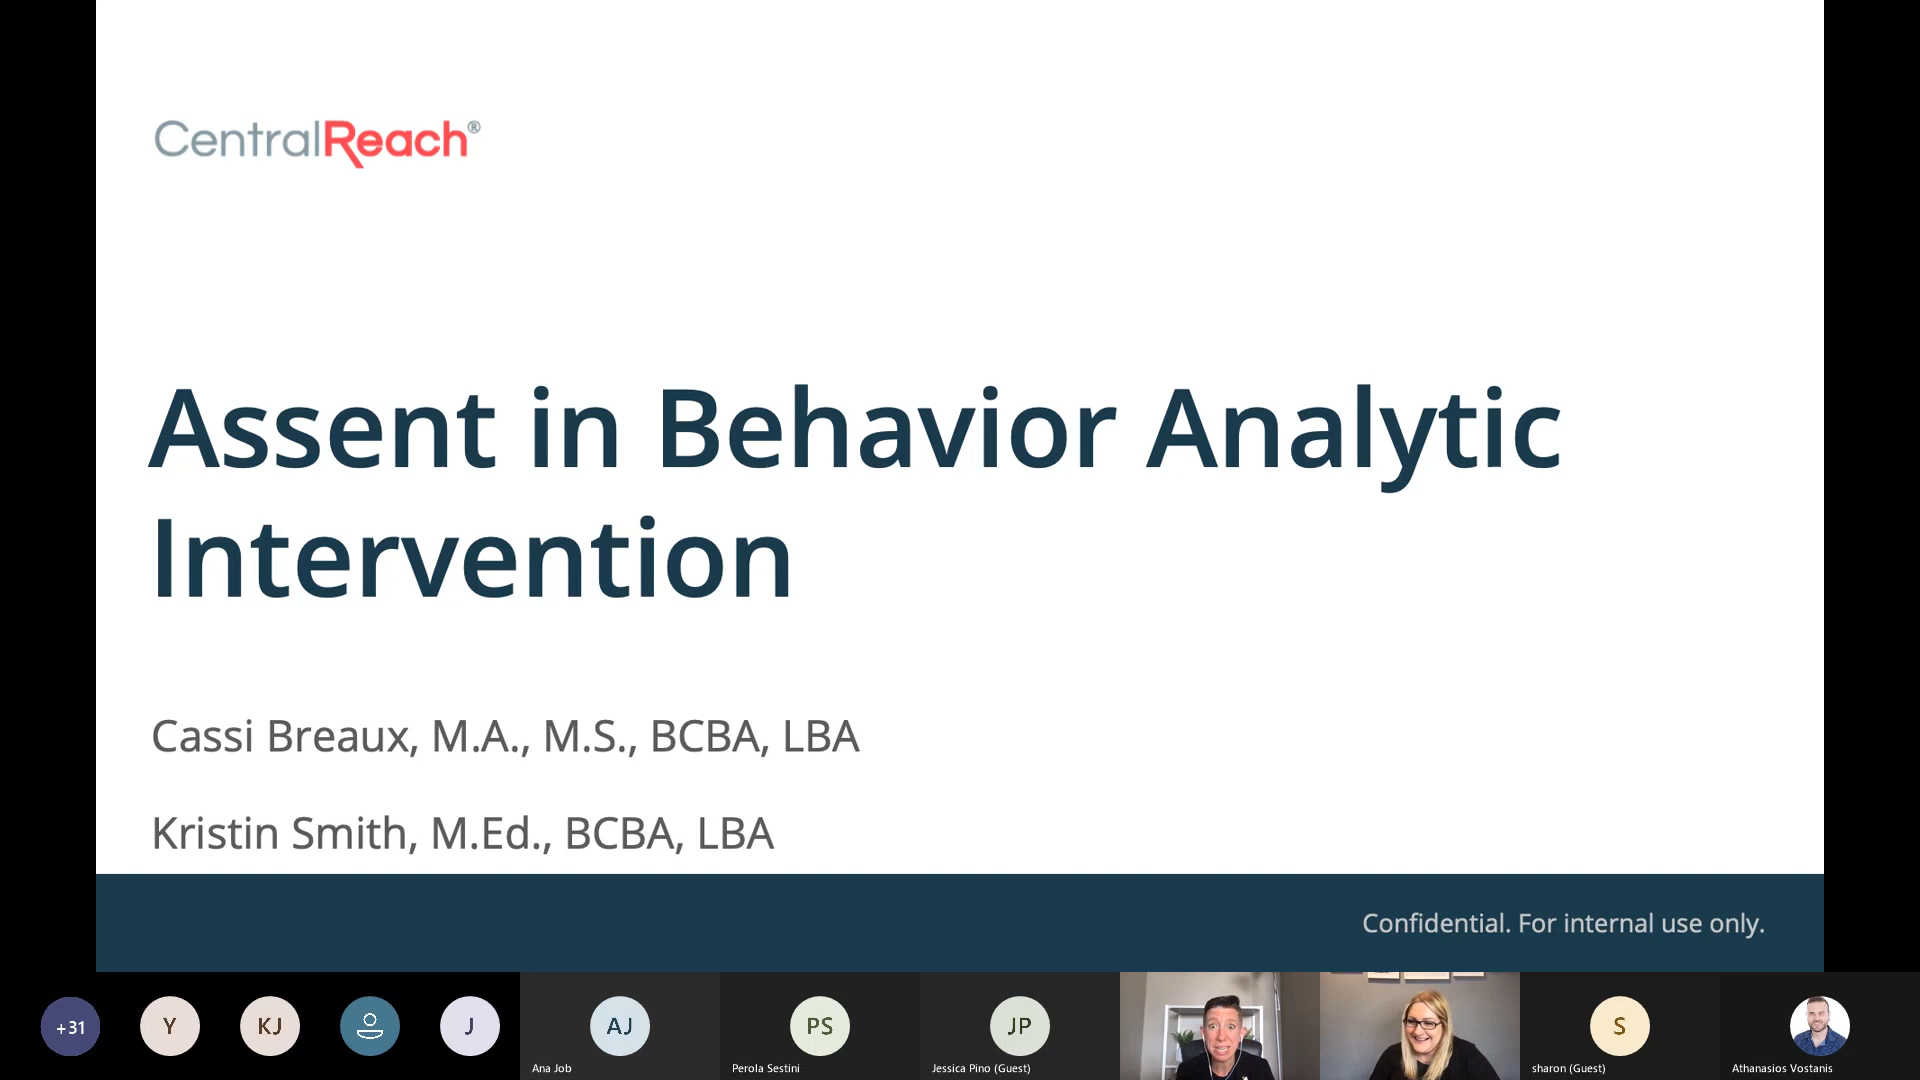 CentralReach®
Assent in Behavior Analytic
Intervention
Cassi Breaux, M.A., M.S., BCBA, LBA
Kristin Smith, M.Ed., BCBA, LBA
Confidential. For internal use only.
+31
Y
KJ
J
AJ
Ana Job
PS
Perola Sestini
JP
Jessica Pino (Guest)
S
sharon (Guest)
Athanasios Vostanis